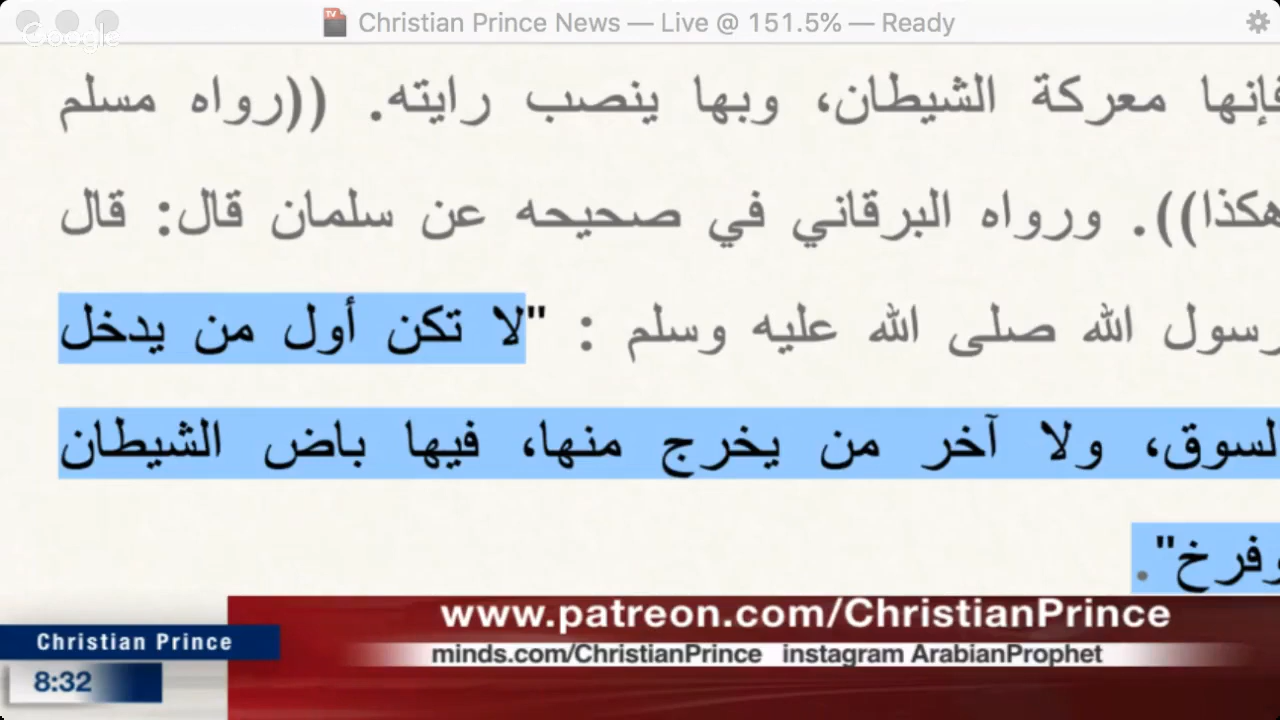 Christian Prince News — Live @ 151.5% — Ready
Google
فإنها معركة الشيطان، وبها ينصب رايته. ((رواه مسلم
هكذا)). ورواه البرقاني في صحيحه عن سلمان قال: قال
رسول الله صلى الله عليه وسلم : "لا تكن أول من يدخل
السوق، ولا آخر من يخرج منها، فيها باض الشيطان
وفرخ".
www.patreon.com/ChristianPrince
Christian Prince
minds.com/ChristianPrince instagram ArabianProphet
8:32